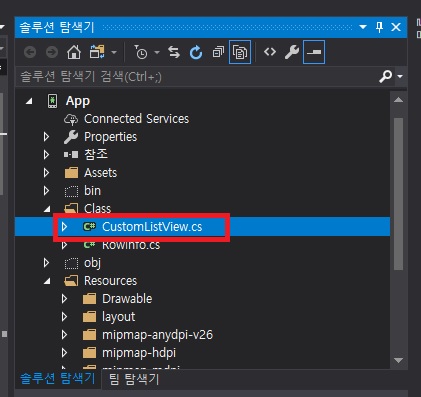 솔루션 탐색기
솔루션 탐색기 검색(Ctrl+;)
App
Connected Services
Properties
참조
Assets
bin
Class
C# CustomListView.cs
C# RowInfo.cs
obj
Resources
Drawable
layout
mipmap-anydpi-v26
mipmap-hdpi
mipmap-mdpi
솔루션 탐색기 팀 탐색기